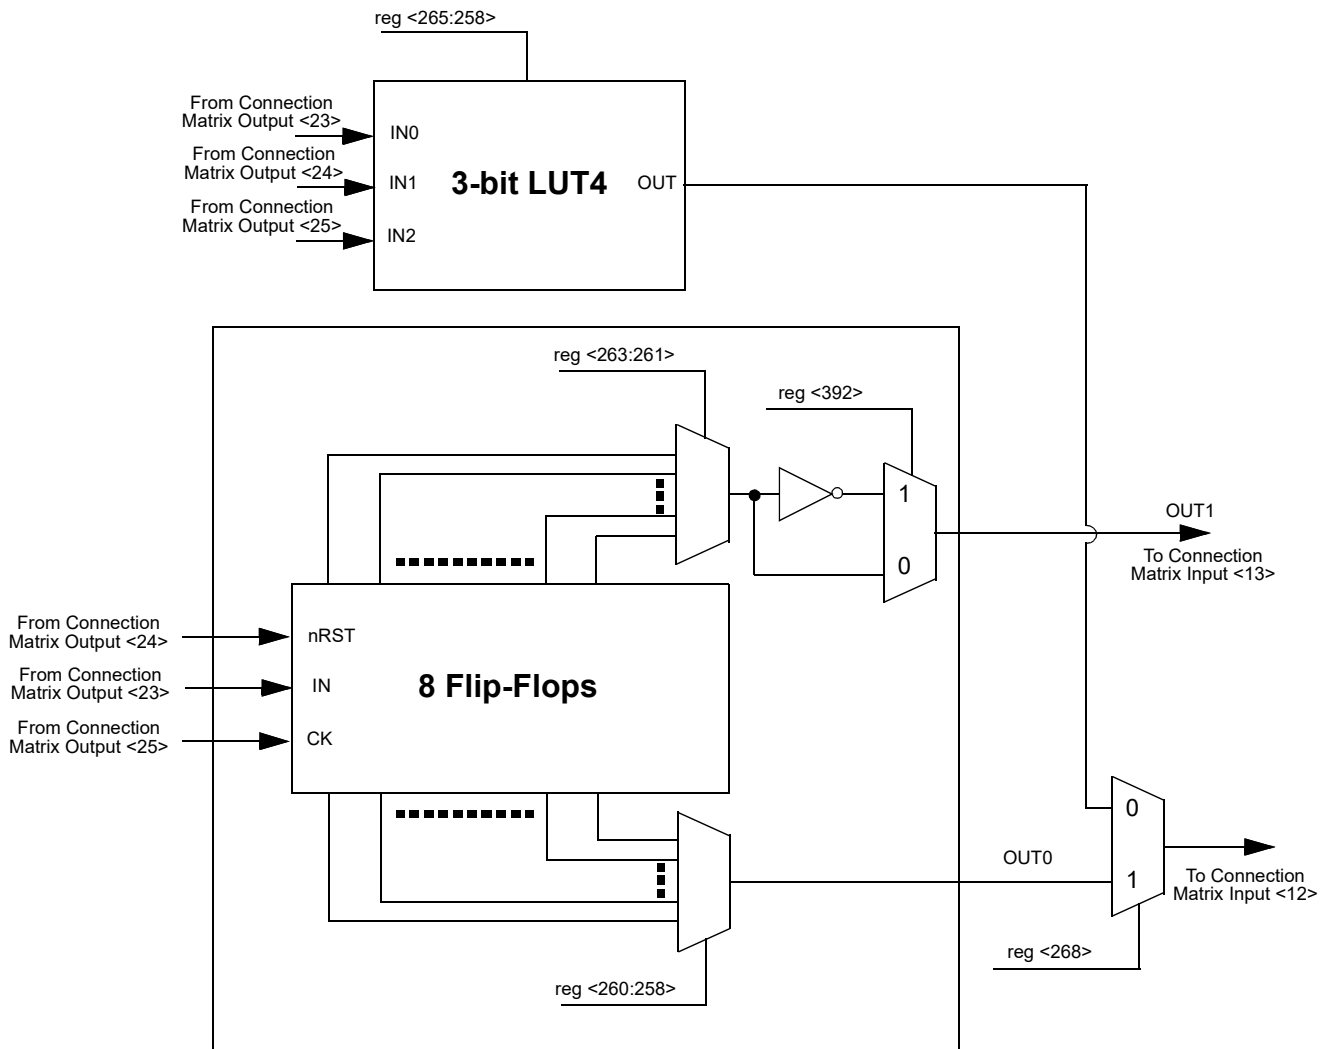 reg <265:258>
From Connection
Matrix Output <23>
IN0
From Connection
Matrix Output <24>
IN1
3-bit LUT4
OUT
From Connection
Matrix Output <25>
IN2
reg <263:261>
reg <392>
1
OUT1
0
To Connection
Matrix Input <13>
From Connection
Matrix Output <24>
nRST
From Connection
Matrix Output <23>
IN
8 Flip-Flops
From Connection
Matrix Output <25>
CK
0
OUT0
1
To Connection
Matrix Input <12>
reg <268>
reg <260:258>